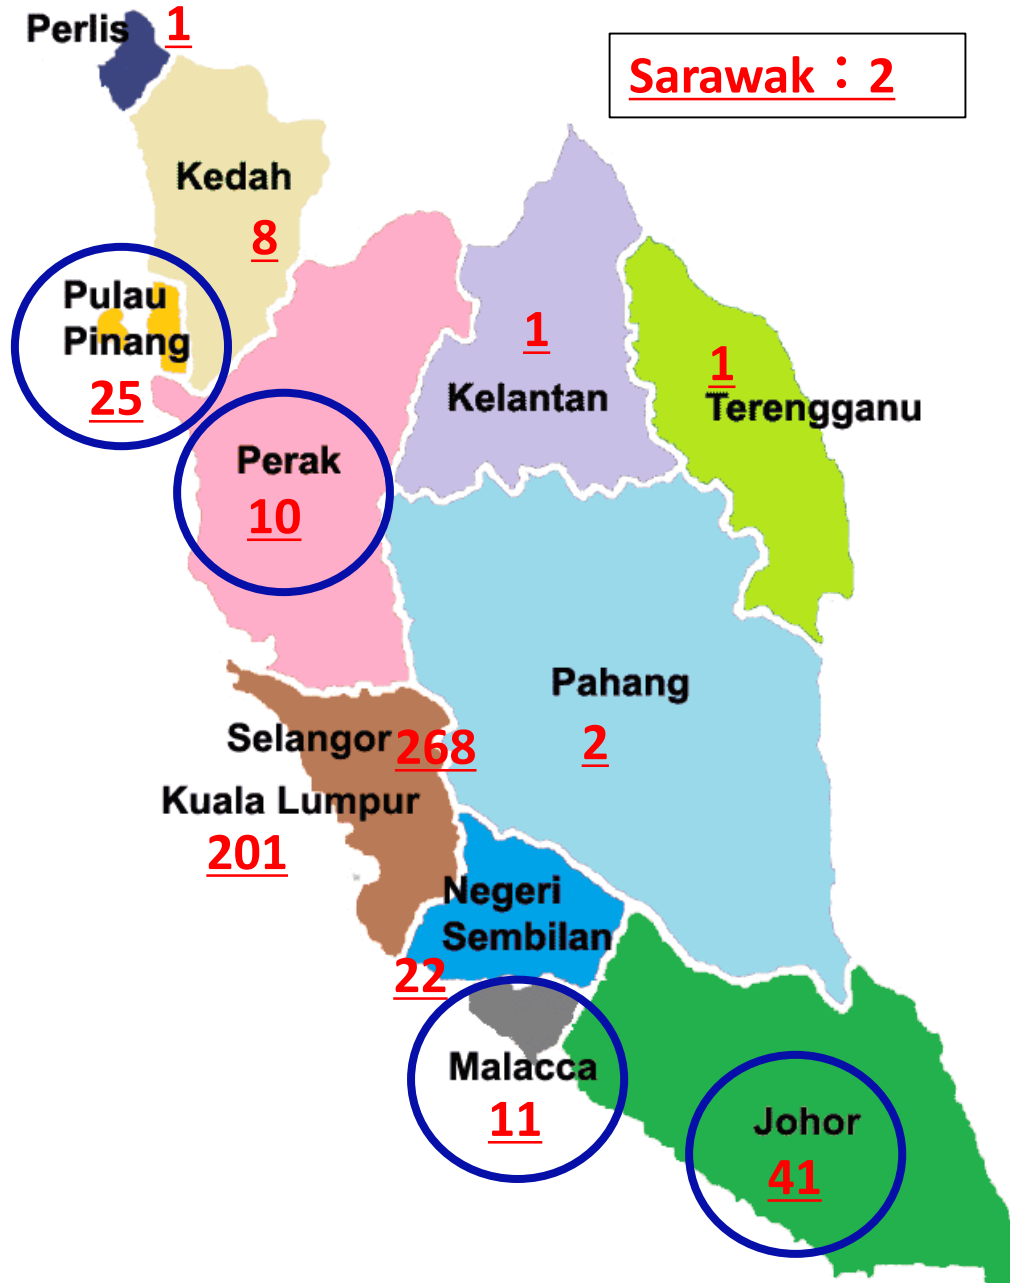 Perlis
1
Sarawak：2
Kedah
8
Pulau
Pinang
25
Kelantan
1
Terengganu
1
Perak
10
Pahang
2
Selangor
268
Kuala Lumpur
201
Negeri
Sembilan
22
Malacca
11
Johor
41